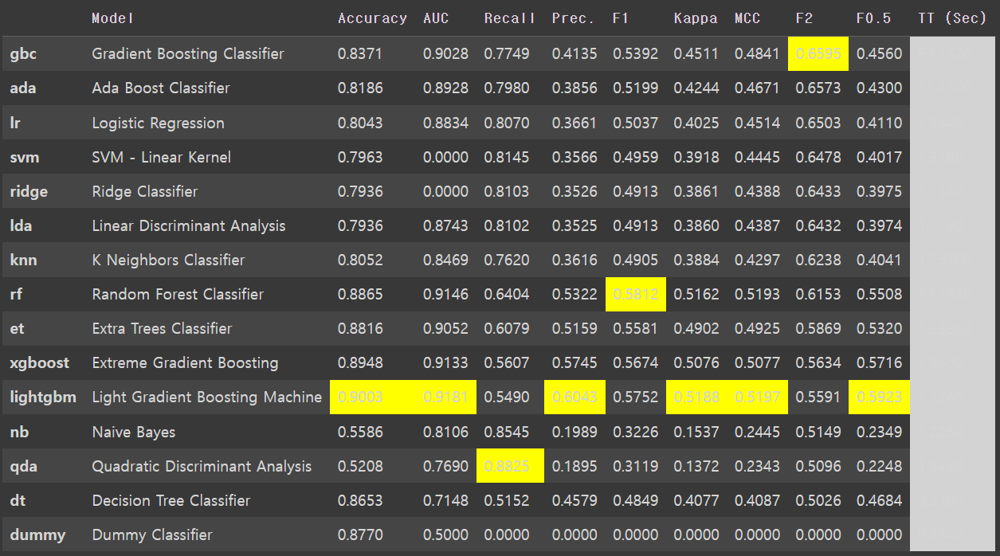 Model Accuracy AUC Recall Prec. F1 Kappa MCC F2 F0.5 TT (Sec)
gbc Gradient Boosting Classifier 0.8371 0.9028 0.7749 0.4135 0.5392 0.4511 0.4841 0.6595 0.4560
ada Ada Boost Classifier 0.8186 0.8928 0.7980 0.3856 0.5199 0.4244 0.4671 0.6573 0.4300
lr Logistic Regression 0.8043 0.8834 0.8070 0.3661 0.5037 0.4025 0.4514 0.6503 0.4110
svm SVM - Linear Kernel 0.7963 0.0000 0.8145 0.3566 0.4959 0.3918 0.4445 0.6478 0.4017
ridge Ridge Classifier 0.7936 0.0000 0.8103 0.3526 0.4913 0.3861 0.4388 0.6433 0.3975
lda Linear Discriminant Analysis 0.7936 0.8743 0.8102 0.3525 0.4913 0.3860 0.4387 0.6432 0.3974
knn K Neighbors Classifier 0.8052 0.8469 0.7620 0.3616 0.4905 0.3884 0.4297 0.6238 0.4041
rf Random Forest Classifier 0.8865 0.9146 0.6404 0.5322 0.5812 0.5162 0.5193 0.6153 0.5508
et Extra Trees Classifier 0.8816 0.9052 0.6079 0.5159 0.5581 0.4902 0.4925 0.5869 0.5320
xgboost Extreme Gradient Boosting 0.8948 0.9133 0.5607 0.5745 0.5674 0.5076 0.5077 0.5634 0.5716
lightgbm Light Gradient Boosting Machine 0.9003 0.9181 0.5490 0.6043 0.5752 0.5188 0.5197 0.5591 0.5923
nb Naive Bayes 0.5586 0.8106 0.8545 0.1989 0.3226 0.1537 0.2445 0.5149 0.2349
qda Quadratic Discriminant Analysis 0.5208 0.7690 0.8825 0.1895 0.3119 0.1372 0.2343 0.5096 0.2248
dt Decision Tree Classifier 0.8653 0.7148 0.5152 0.4579 0.4849 0.4077 0.4087 0.5026 0.4684
dummy Dummy Classifier 0.8770 0.5000 0.0000 0.0000 0.0000 0.0000 0.0000 0.0000 0.0000